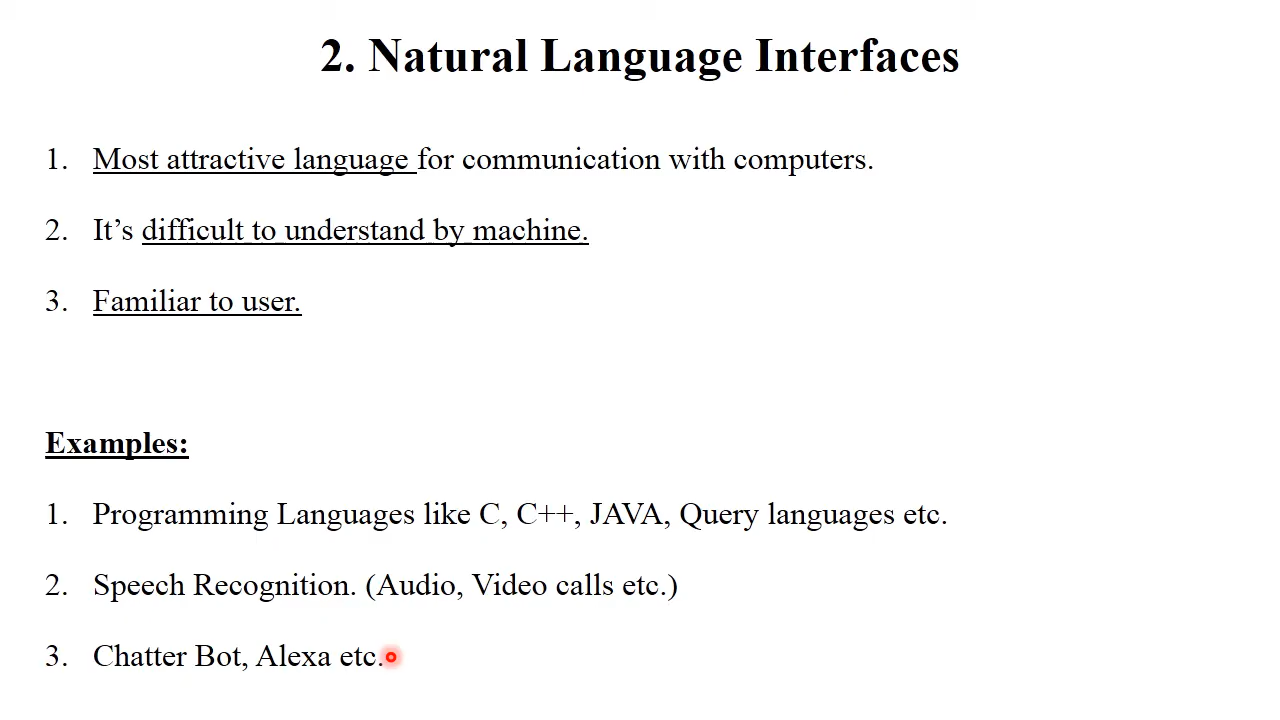 2. Natural Language Interfaces
1. Most attractive language for communication with computers.
2. It’s difficult to understand by machine.
3. Familiar to user.
Examples:
1. Programming Languages like C, C++, JAVA, Query languages etc.
2. Speech Recognition. (Audio, Video calls etc.)
3. Chatter Bot, Alexa etc.